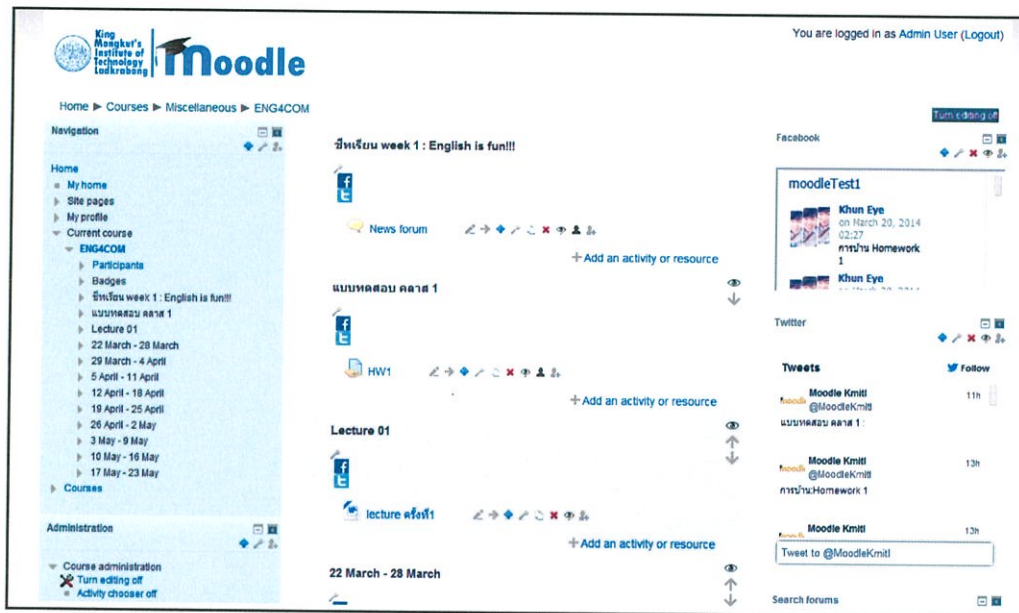 King
Mongkut's
Institute of
Technology
Ladkrabang
Moodle
You are logged in as Admin User (Logout)
Home ► Courses ► Miscellaneous ► ENG4COM
Turn editing off
Navigation
Home
My home
Site pages
My profile
Current course
ENG4COM
Participants
Badges
ชีทเรียน week 1 : English is fun!!!
แบบทดสอบ คลาส 1
Lecture 01
22 March - 28 March
29 March - 4 April
5 April - 11 April
12 April - 18 April
19 April - 25 April
26 April - 2 May
3 May - 9 May
10 May - 16 May
17 May - 23 May
Courses
Administration
Course administration
Turn editing off
Activity chooser off
ชีทเรียน week 1 : English is fun!!!
News forum
+Add an activity or resource
แบบทดสอบ คลาส 1
HW1
+Add an activity or resource
Lecture 01
lecture ครั้งที่1
+Add an activity or resource
22 March - 28 March
Facebook
moodleTest1
Khun Eye
on March 20, 2014
02:27
การบ้าน Homework
1
Khun Eye
Twitter
Tweets
Follow
Moodle Kmitl 11h
moodle @MoodleKmitl
แบบทดสอบ คลาส 1 :
Moodle Kmitl 13h
moodle @MoodleKmitl
การบ้าน:Homework 1
Moodle Kmitl 13h
Tweet to @MoodleKmitl
Search forums